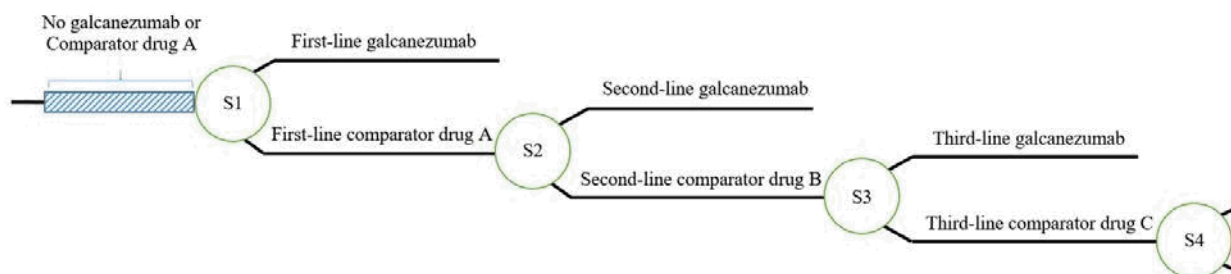 No galcanezumab or
Comparator drug A
First-line galcanezumab
S1
First-line comparator drug A
Second-line galcanezumab
S2
Second-line comparator drug B
Third-line galcanezumab
S3
Third-line comparator drug C
S4